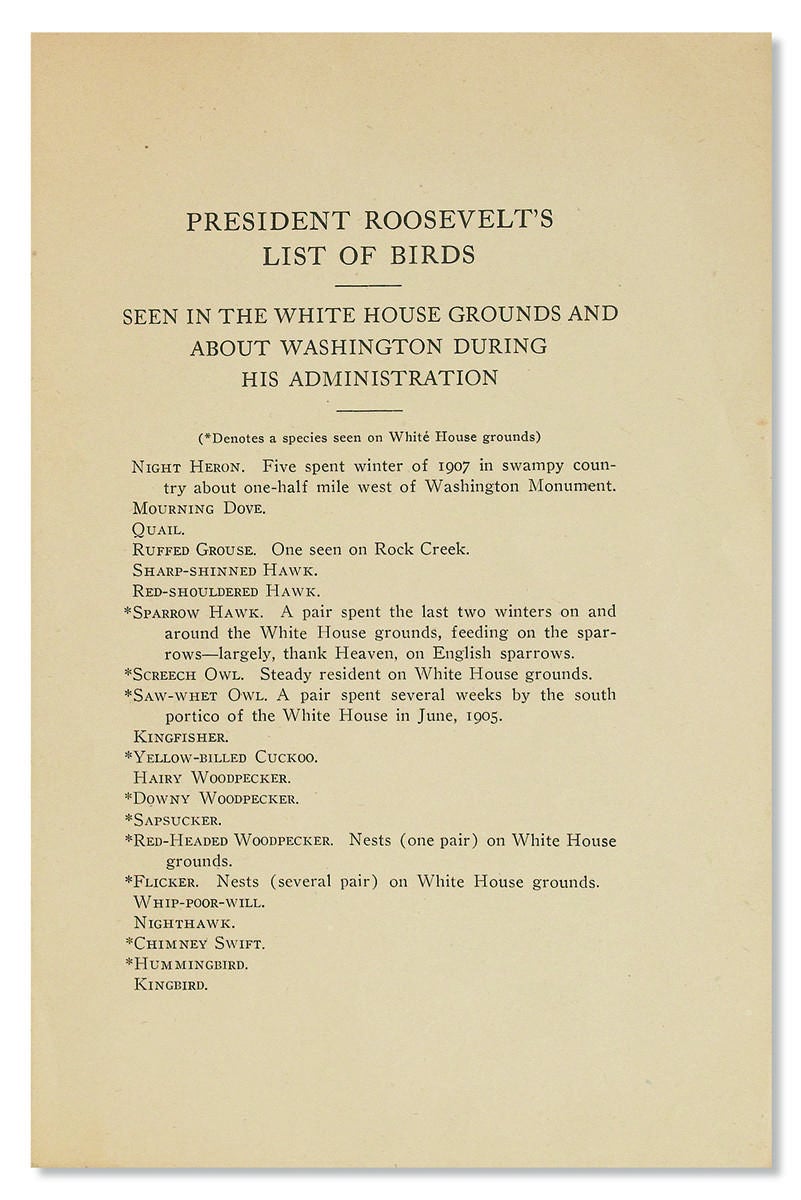 PRESIDENT ROOSEVELT'S
LIST OF BIRDS
SEEN IN THE WHITE HOUSE GROUNDS AND
ABOUT WASHINGTON DURING
HIS ADMINISTRATION
(*Denotes a species seen on White House grounds)
NIGHT HERON. Five spent winter of 1907 in swampy coun-
try about one-half mile west of Washington Monument.
MOURNING DOVE.
QUAIL.
RUFFED GROUSE. One seen on Rock Creek.
SHARP-SHINNED HAWK.
RED-SHOULDERED HAWK.
*SPARROW HAWK. A pair spent the last two winters on and
around the White House grounds, feeding on the spar-
rows—largely, thank Heaven, on English sparrows.
*SCREECH OWL. Steady resident on White House grounds.
*SAW-WHET OWL. A pair spent several weeks by the south
portico of the White House in June, 1905.
KINGFISHER.
*YELLOW-BILLED CUCKOO.
HAIRY WOODPECKER.
*DOWNY WOODPECKER.
*SAPSUCKER.
*RED-HEADED WOODPECKER. Nests (one pair) on White House
grounds.
*FLICKER. Nests (several pair) on White House grounds.
WHIP-POOR-WILL.
NIGHTHAWK.
*CHIMNEY SWIFT.
*HUMMINGBIRD.
KINGBIRD.